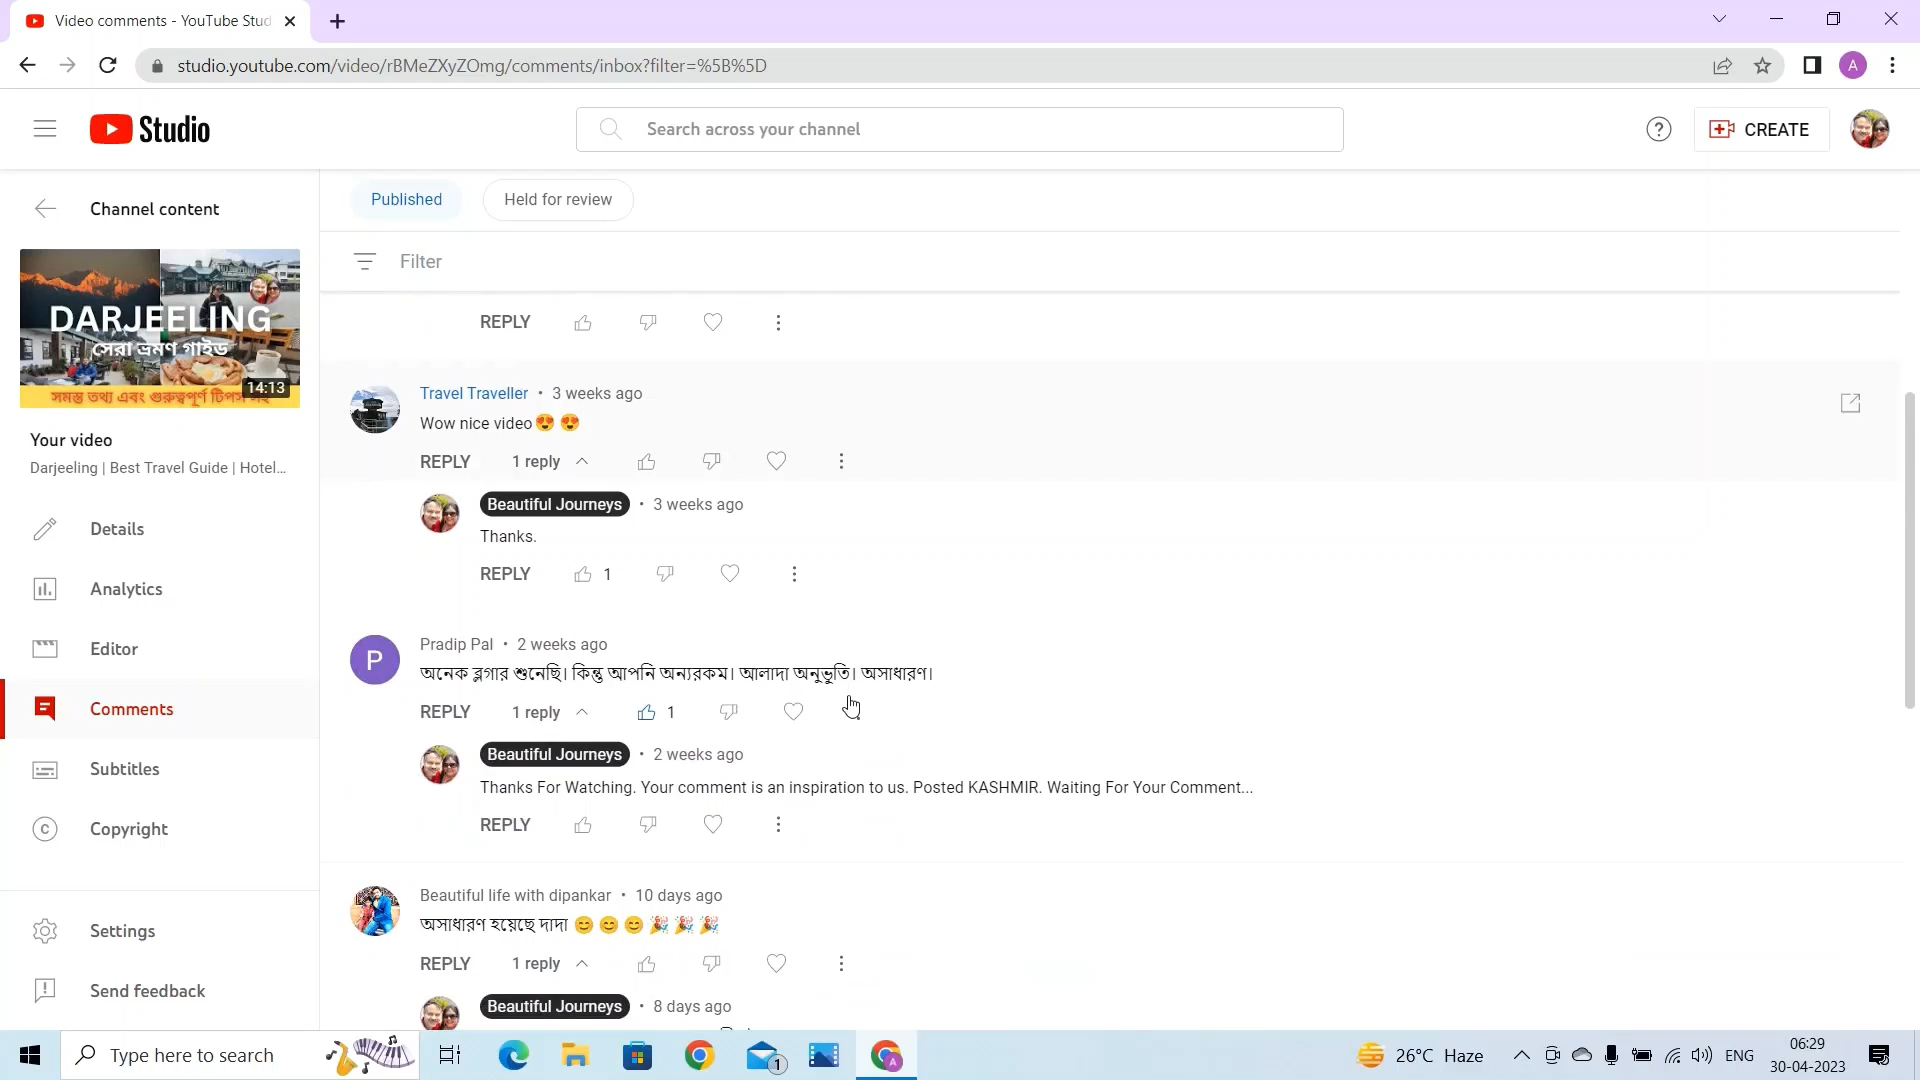 Video comments - YouTube Stud
studio.youtube.com/video/rBMeZXyZOmg/comments/inbox?filter=%5B%5D
A
Studio
Search across your channel
CREATE
Channel content
Published
Held for review
Filter
DARJEELING
সেরা ভ্রমণ গাইড
14:13
সমস্ত তথ্য এবং গুরুত্বপূর্ণ টিপস সহ
Your video
Darjeeling | Best Travel Guide | Hotel...
Details
Analytics
Editor
Comments
Subtitles
Copyright
Settings
Send feedback
REPLY
Travel Traveller • 3 weeks ago
Wow nice video😍 😍
REPLY 1 reply
Beautiful Journeys • 3 weeks ago
Thanks.
REPLY 1
P
Pradip Pal • 2 weeks ago
অনেক ব্লগার শুনেছি। কিন্তু আপনি অন্যরকম। আলাদা অনুভুতি। অসাধারণ।
REPLY 1 reply 1
Beautiful Journeys • 2 weeks ago
Thanks For Watching. Your comment is an inspiration to us. Posted KASHMIR. Waiting For Your Comment...
REPLY
Beautiful life with dipankar • 10 days ago
অসাধারণ হয়েছে দাদা 😊 😊 😊 🎉 🎉 🎉
REPLY 1 reply
Beautiful Journeys • 8 days ago
Type here to search
1
A
26°C Haze
ENG
06:29
30-04-2023